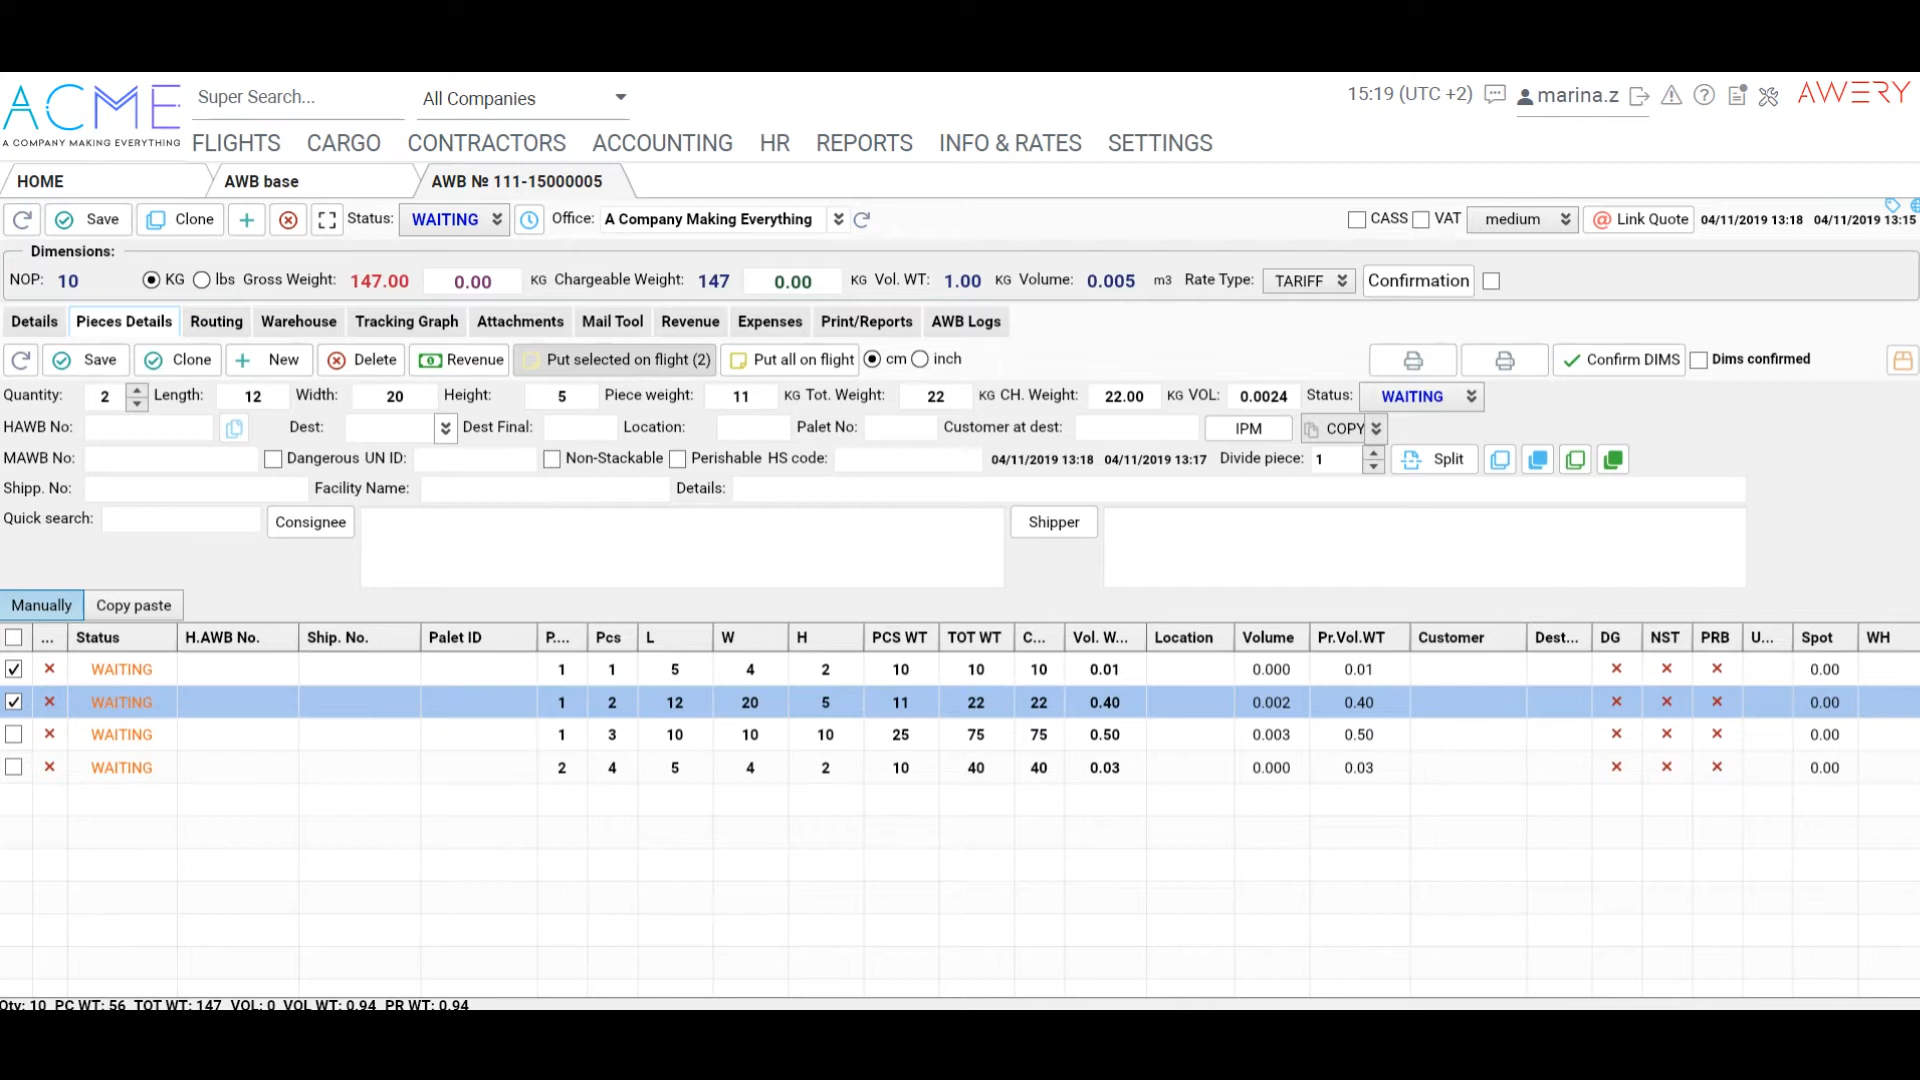 ACME
A COMPANY MAKING EVERYTHING
Super Search...
All Companies
15:19 (UTC +2)
marina.z
AWERY
FLIGHTS CARGO CONTRACTORS ACCOUNTING HR REPORTS INFO & RATES SETTINGS
HOME AWB base AWB № 111-15000005
Save Clone Status: WAITING Office: A Company Making Everything CASS VAT medium @ Link Quote 04/11/2019 13:18 04/11/2019 13:15
Dimensions:
NOP: 10 KG lbs Gross Weight: 147.00 0.00 KG Chargeable Weight: 147 0.00 KG Vol. WT: 1.00 KG Volume: 0.005 m3 Rate Type: TARIFF Confirmation
Details Pieces Details Routing Warehouse Tracking Graph Attachments Mail Tool Revenue Expenses Print/Reports AWB Logs
Save Clone New Delete Revenue Put selected on flight (2) Put all on flight cm inch Confirm DIMS Dims confirmed
Quantity: 2 Length: 12 Width: 20 Height: 5 Piece weight: 11 KG Tot. Weight: 22 KG CH. Weight: 22.00 KG VOL: 0.0024 Status: WAITING
HAWB No: Dest: Dest Final: Location: Palet No: Customer at dest: IPM COPY
MAWB No: Dangerous UN ID: Non-Stackable Perishable HS code: 04/11/2019 13:18 04/11/2019 13:17 Divide piece: 1 Split
Shipp. No: Facility Name: Details:
Quick search: Consignee Shipper
Manually Copy paste
... Status H.AWB No. Ship. No. Palet ID P.... Pcs L W H PCS WT TOT WT C... Vol. W... Location Volume Pr.Vol.WT Customer Dest... DG NST PRB U... Spot WH
WAITING 1 1 5 4 2 10 10 10 0.01 0.000 0.01 0.00
WAITING 1 2 12 20 5 11 22 22 0.40 0.002 0.40 0.00
WAITING 1 3 10 10 10 25 75 75 0.50 0.003 0.50 0.00
WAITING 2 4 5 4 2 10 40 40 0.03 0.000 0.03 0.00
Qty: 10 PC WT: 56 TOT WT: 147 VOL: 0 VOL WT: 0.94 PR WT: 0.94